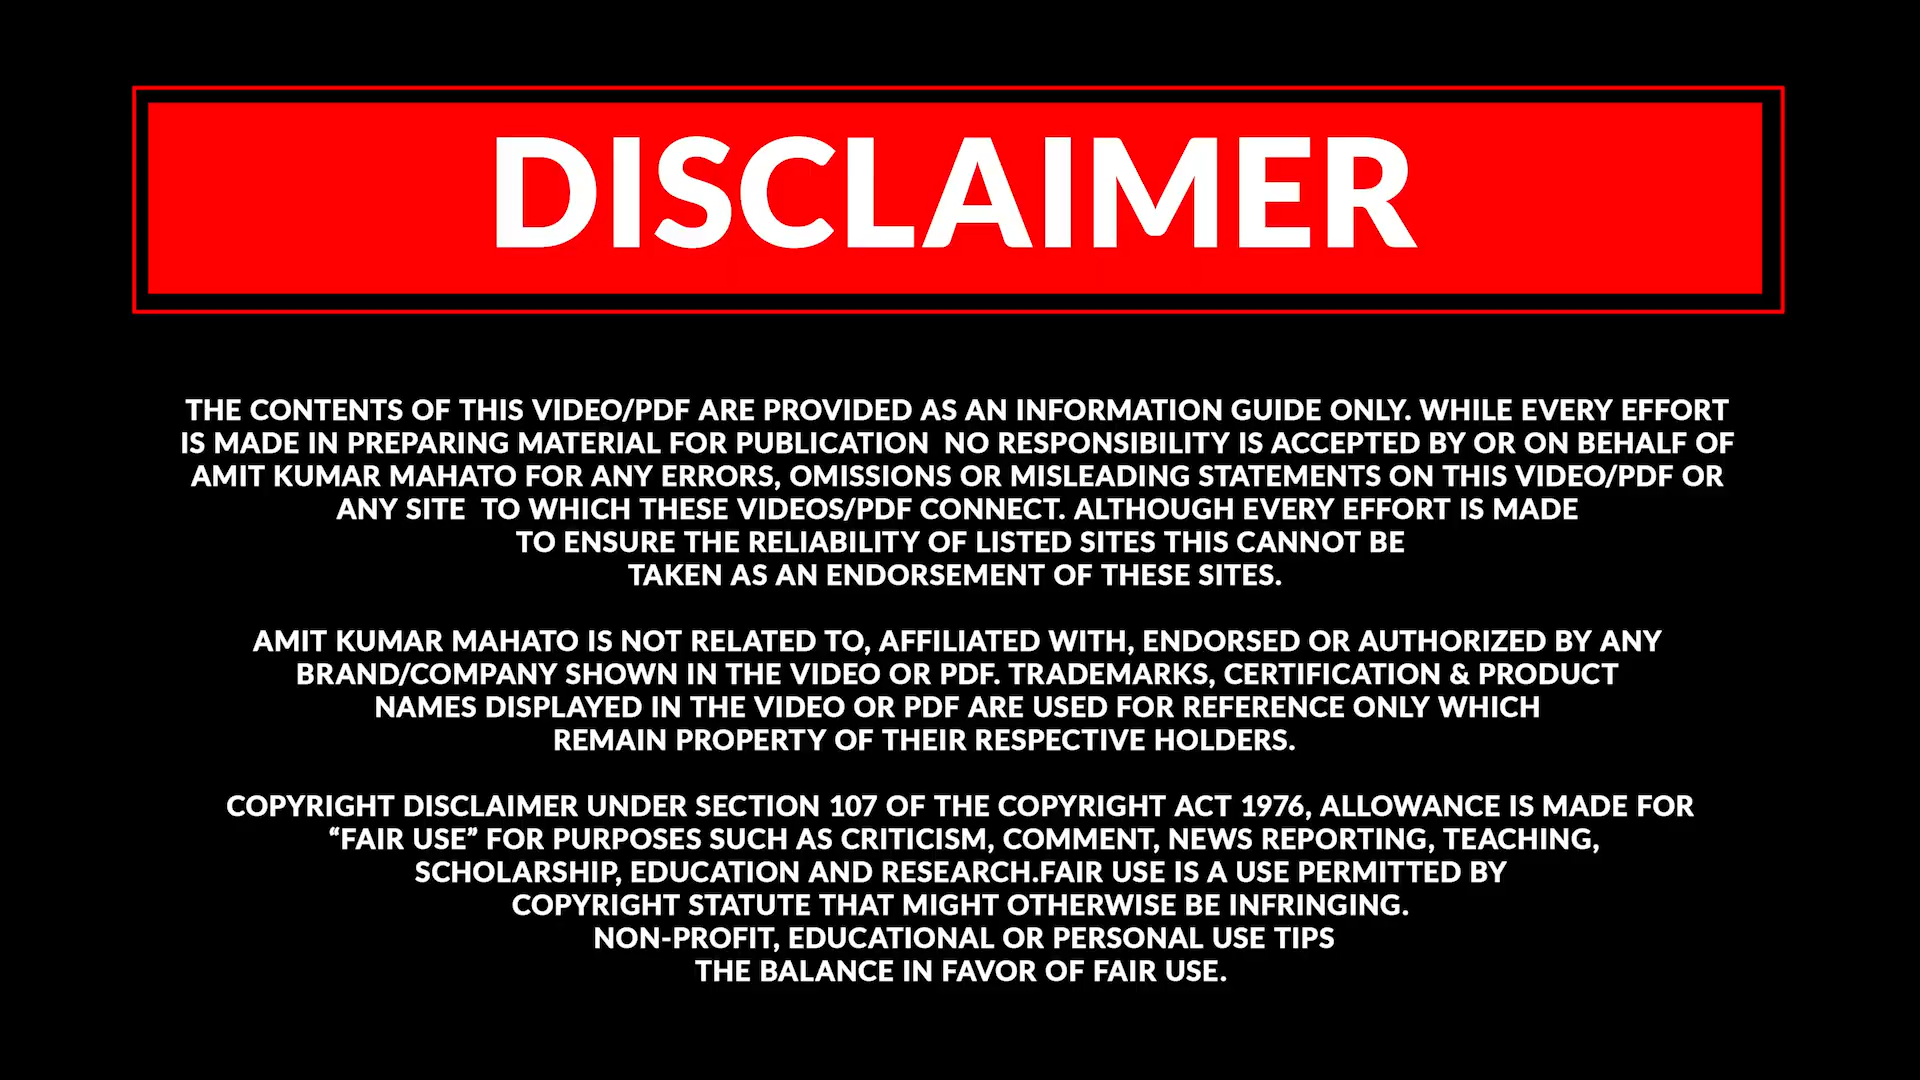 DISCLAIMER
THE CONTENTS OF THIS VIDEO/PDF ARE PROVIDED AS AN INFORMATION GUIDE ONLY. WHILE EVERY EFFORT
IS MADE IN PREPARING MATERIAL FOR PUBLICATION  NO RESPONSIBILITY IS ACCEPTED BY OR ON BEHALF OF
AMIT KUMAR MAHATO FOR ANY ERRORS, OMISSIONS OR MISLEADING STATEMENTS ON THIS VIDEO/PDF OR
ANY SITE  TO WHICH THESE VIDEOS/PDF CONNECT. ALTHOUGH EVERY EFFORT IS MADE
TO ENSURE THE RELIABILITY OF LISTED SITES THIS CANNOT BE
TAKEN AS AN ENDORSEMENT OF THESE SITES.
AMIT KUMAR MAHATO IS NOT RELATED TO, AFFILIATED WITH, ENDORSED OR AUTHORIZED BY ANY
BRAND/COMPANY SHOWN IN THE VIDEO OR PDF. TRADEMARKS, CERTIFICATION & PRODUCT
NAMES DISPLAYED IN THE VIDEO OR PDF ARE USED FOR REFERENCE ONLY WHICH
REMAIN PROPERTY OF THEIR RESPECTIVE HOLDERS.
COPYRIGHT DISCLAIMER UNDER SECTION 107 OF THE COPYRIGHT ACT 1976, ALLOWANCE IS MADE FOR
“FAIR USE” FOR PURPOSES SUCH AS CRITICISM, COMMENT, NEWS REPORTING, TEACHING,
SCHOLARSHIP, EDUCATION AND RESEARCH.FAIR USE IS A USE PERMITTED BY
COPYRIGHT STATUTE THAT MIGHT OTHERWISE BE INFRINGING.
NON-PROFIT, EDUCATIONAL OR PERSONAL USE TIPS
THE BALANCE IN FAVOR OF FAIR USE.